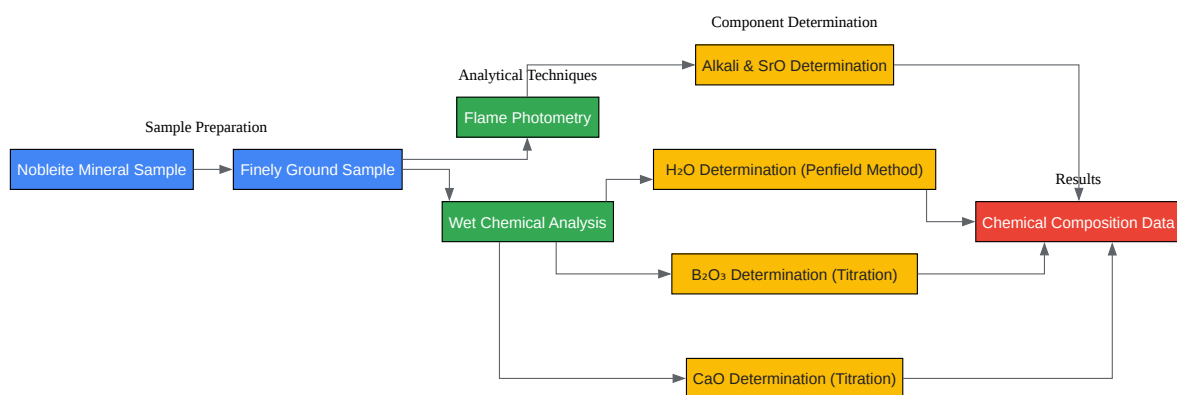 Component Determination
Alkali & SrO Determination
Analytical Techniques
Flame Photometry
Sample Preparation
Nobleite Mineral Sample
Finely Ground Sample
H₂O Determination (Penfield Method)
Results
Wet Chemical Analysis
Chemical Composition Data
B₂O₃ Determination (Titration)
CaO Determination (Titration)